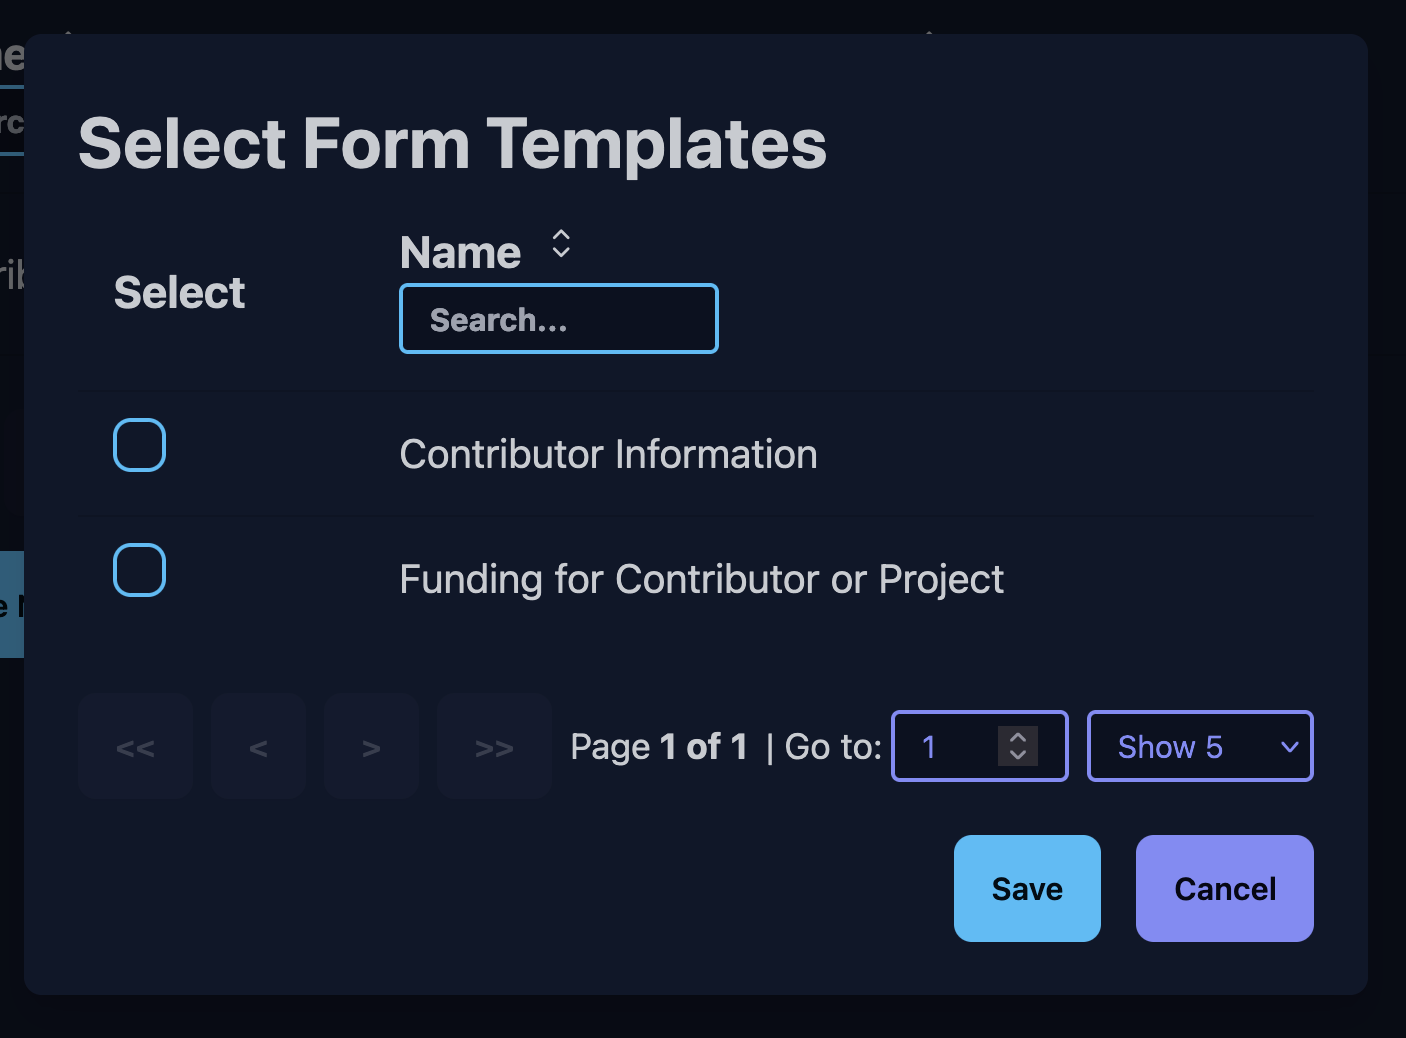 Select Form Templates
Name
Select
Search...
Contributor Information
Funding for Contributor or Project
<< < > >> Page 1 of 1 | Go to: 1 Show 5
Save Cancel